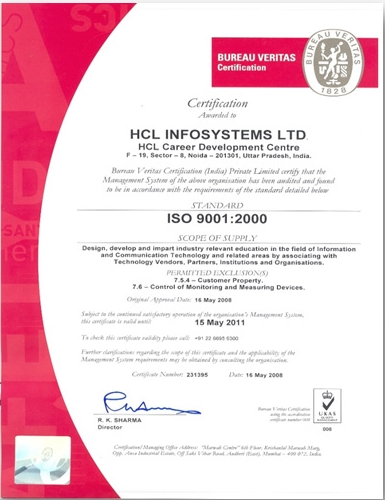 BUREAU VERITAS
Certification
BUREAU VERITAS
1828
Certification
Awarded to
HCL INFOSYSTEMS LTD.
HCL Career Development Centre
F – 19, Sector – 8, Noida – 201301, Uttar Pradesh, India.
Bureau Veritas Certification (India) Private Limited certify that the
Management System of the above organisation has been audited and found
to be in accordance with the requirements of the standard detailed below
STANDARD
ISO 9001:2000
SCOPE OF SUPPLY
Design, develop and impart industry relevant education in the field of Information
and Communication Technology and related areas by associating with
Technology Vendors, Partners, Institutions and Organisations.
PERMITTED EXCLUSION(S)
7.5.4 – Customer Property.
7.6 – Control of Monitoring and Measuring Devices.
Original Approval Date: 16 May 2008
Subject to the continued satisfactory operation of the organisation's Management System,
this certificate is valid until: 15 May 2011
To check this certificate validity please call: +91 22 6695 6300
Further clarifications regarding the scope of this certificate and the applicability of the
Management System requirements may be obtained by consulting the organisation.
Certificate Number: 231395 Date: 16 May 2008
R. K. SHARMA
Director
Bureau Veritas Certification
using the accreditation
certificate number 008
UKAS
QUALITY
MANAGEMENT
008
Certification/Managing Office Address: "Marwah Centre" 6th Floor, Krishanlal Marwah Marg,
Opp. Ansa Industrial Estate, Off Saki Vihar Road, Andheri (East), Mumbai – 400 072, India.